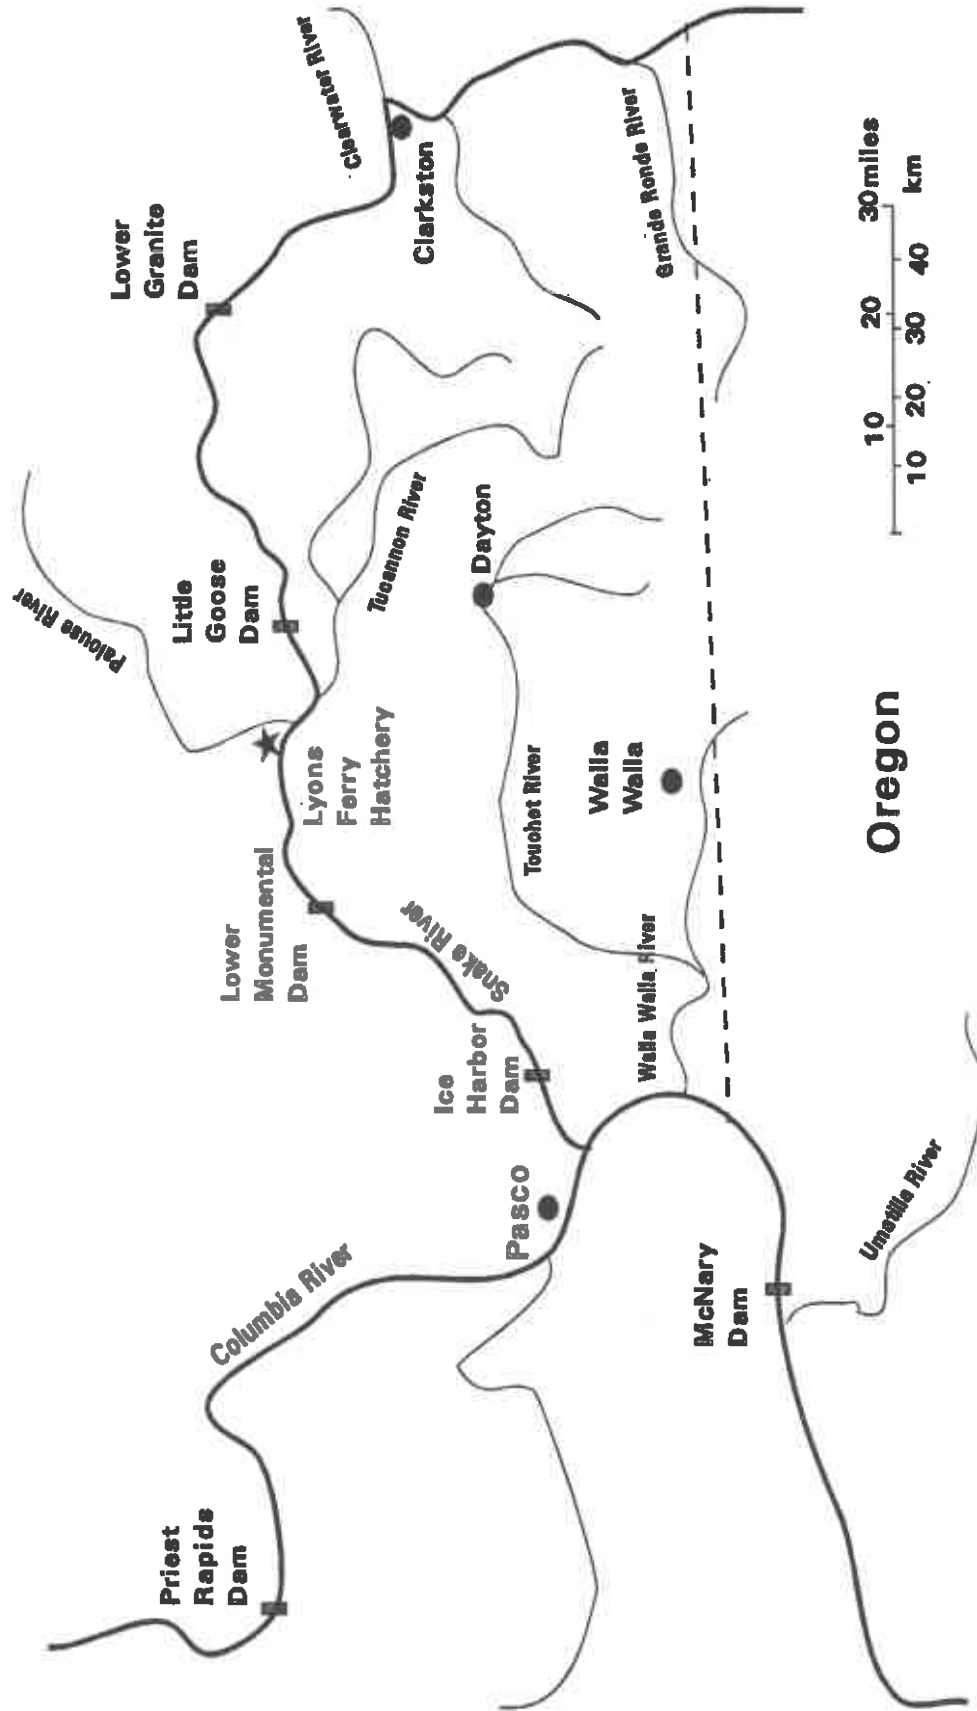 Palouse River
Lower
Granite
Dam
Priest
Rapids
Dam
Little
Goose
Dam
Columbia River
Lower
Monumental
Dam
Lyons
Ferry
Hatchery
Clearwater River
Snake River
Tucannon River
Clarkston
Ice
Harbor
Dam
Dayton
Pasco
Touchet River
Walla
Walla
Walla Walla River
Grande Ronde River
McNary
Dam
Umatilla River
Oregon
10 20 30 miles
10 20 30 40 km